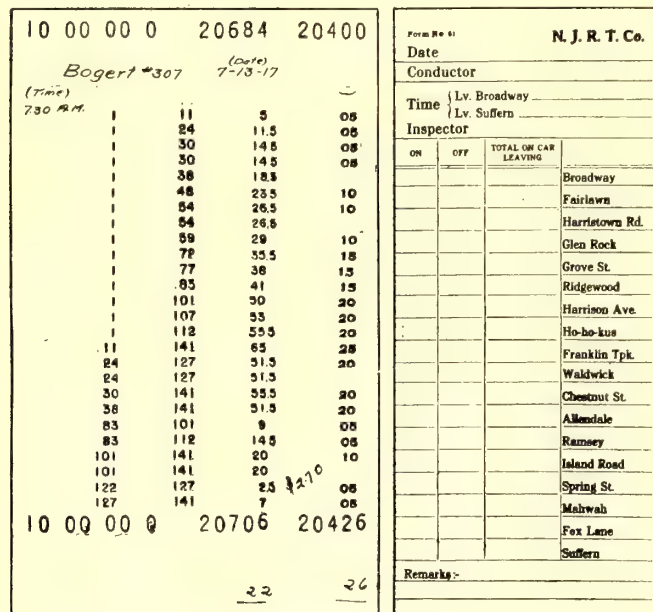 10 00 00 0 20684 20400
Bogert #307 (Date) 7-13-17
(Time)
7:30 A.M.
1 11 5 05
1 24 11.5 05
1 30 14.5 05
1 30 14.5 05
1 38 18.5
1 48 23.5 10
1 54 26.5 10
1 54 26.5
1 59 29 10
1 72 35.5 15
1 77 38 15
1 83 41 15
1 101 50 20
1 107 53 20
1 112 55.5 20
11 141 65 25
24 127 51.5 20
24 127 51.5
30 141 55.5 20
38 141 51.5 20
83 101 9 05
83 112 14.5 05
101 141 20 10
101 141 20
122 127 2.5 05
127 141 7 05
$2.70
10 00 00 0 20706 20426
22 26
Form No 61 N. J. R. T. Co.
Date
Conductor
Time { Lv. Broadway
Lv. Suffern
Inspector
ON OFF TOTAL ON CAR LEAVING
Broadway
Fairlawn
Harristown Rd.
Glen Rock
Grove St.
Ridgewood
Harrison Ave.
Ho-ho-kus
Franklin Tpk.
Waldwick
Chestnut St.
Allendale
Ramsey
Island Road
Spring St.
Mahwah
Fox Lane
Suffern
Remarks:-